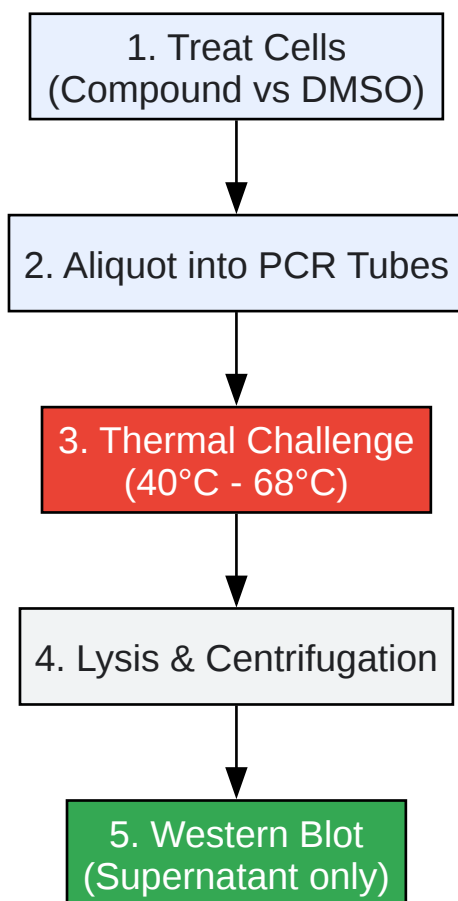 1. Treat Cells
(Compound vs DMSO)
2. Aliquot into PCR Tubes
3. Thermal Challenge
(40°C - 68°C)
4. Lysis & Centrifugation
5. Western Blot
(Supernatant only)